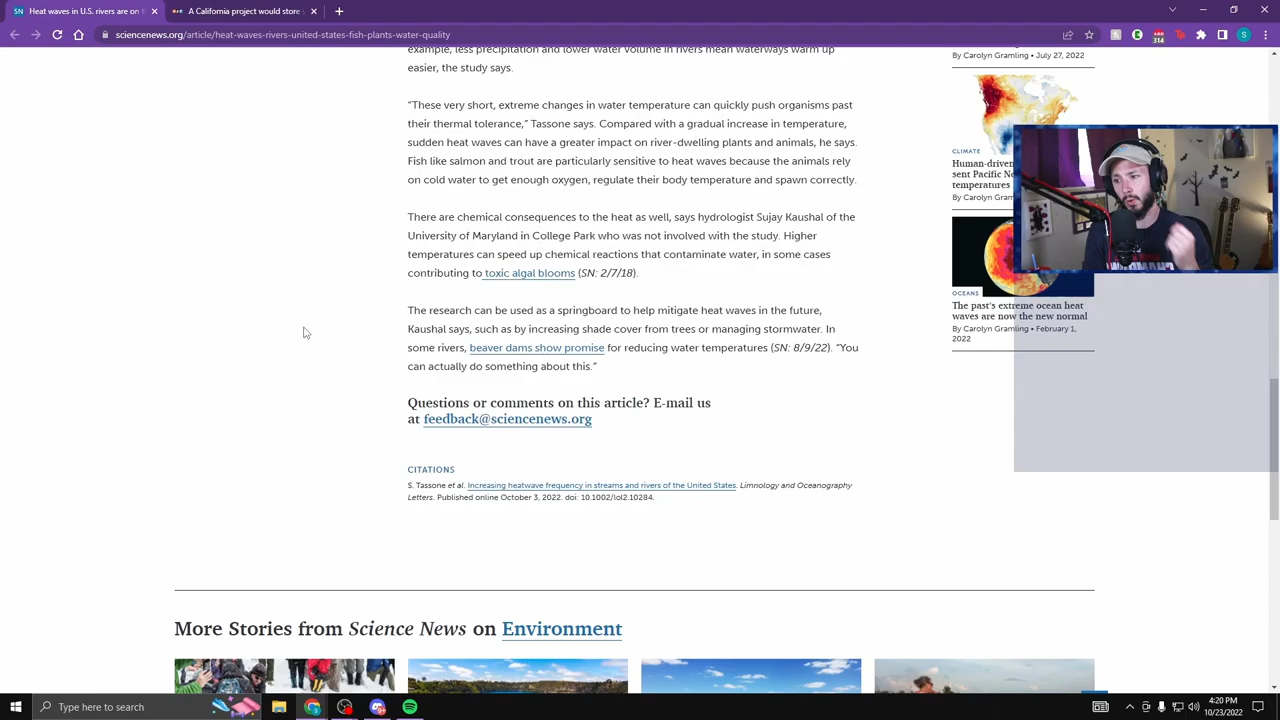 Heat waves in U.S. rivers are on t
A California project would store
sciencenews.org/article/heat-waves-rivers-united-states-fish-plants-water-quality
314
example, less precipitation and lower water volume in rivers mean waterways warm up
easier, the study says.
“These very short, extreme changes in water temperature can quickly push organisms past
their thermal tolerance,” Tassone says. Compared with a gradual increase in temperature,
sudden heat waves can have a greater impact on river-dwelling plants and animals, he says.
Fish like salmon and trout are particularly sensitive to heat waves because the animals rely
on cold water to get enough oxygen, regulate their body temperature and spawn correctly.
There are chemical consequences to the heat as well, says hydrologist Sujay Kaushal of the
University of Maryland in College Park who was not involved with the study. Higher
temperatures can speed up chemical reactions that contaminate water, in some cases
contributing to toxic algal blooms (SN: 2/7/18).
The research can be used as a springboard to help mitigate heat waves in the future,
Kaushal says, such as by increasing shade cover from trees or managing stormwater. In
some rivers, beaver dams show promise for reducing water temperatures (SN: 8/9/22). “You
can actually do something about this.”
Questions or comments on this article? E-mail us
at feedback@sciencenews.org
CITATIONS
S. Tassone et al. Increasing heatwave frequency in streams and rivers of the United States. Limnology and Oceanography
Letters. Published online October 3, 2022. doi: 10.1002/lol2.10284.
By Carolyn Gramling • July 27, 2022
CLIMATE
Human-driven
sent Pacific No
temperatures
By Carolyn Gram
OCEANS
The past's extreme ocean heat
waves are now the new normal
By Carolyn Gramling • February 1,
2022
More Stories from Science News on Environment
Type here to search
4:20 PM
10/23/2022